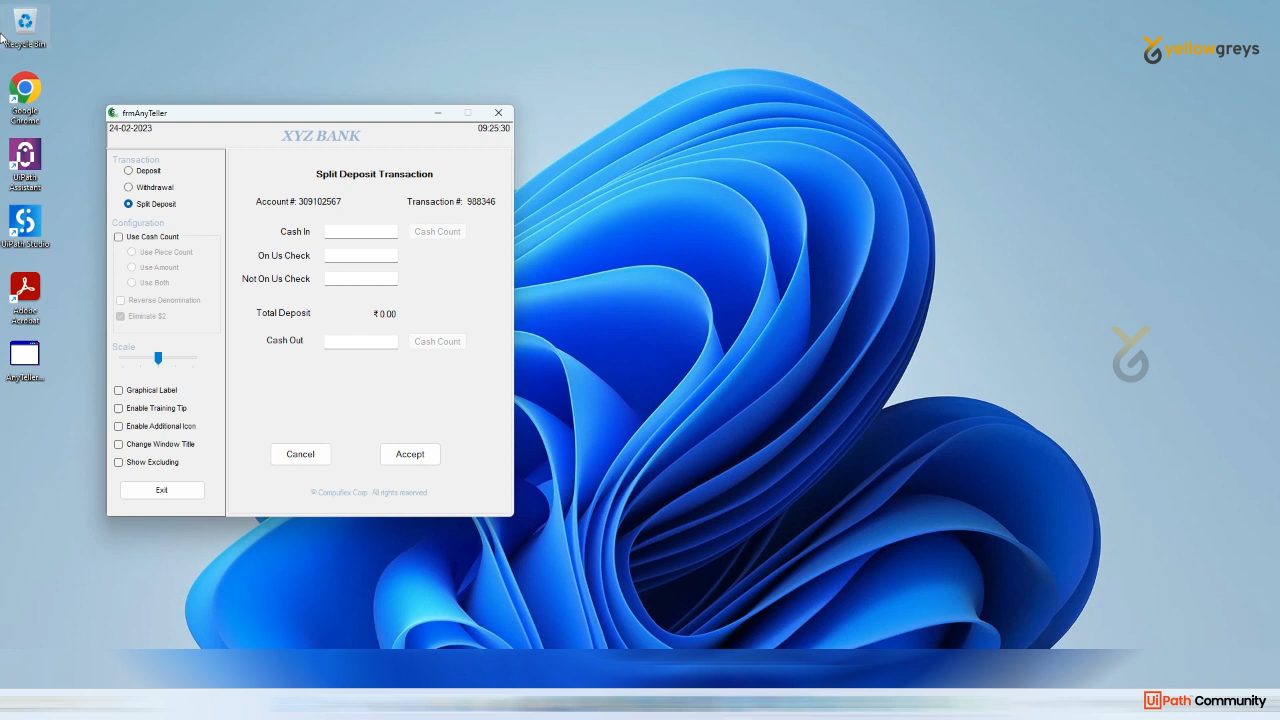 Recycle Bin
yellowgreys
Google
Chrome
UiPath
Assistant
UiPath Studio
Adobe
Acrobat
AnyTeller...
frmAnyTeller
24-02-2023
XYZ BANK
09:25:30
Transaction
Deposit
Withdrawal
Split Deposit
Configuration
Use Cash Count
Use Piece Count
Use Amount
Use Both
Reverse Denomination
Eliminate $2
Scale
Graphical Label
Enable Training Tip
Enable Additional Icon
Change Window Title
Show Excluding
Exit
Split Deposit Transaction
Account #: 309102567 Transaction #: 988346
Cash In Cash Count
On Us Check
Not On Us Check
Total Deposit ₹ 0.00
Cash Out Cash Count
Cancel Accept
© Compuflex Corp. All rights reserved
UiPath Community